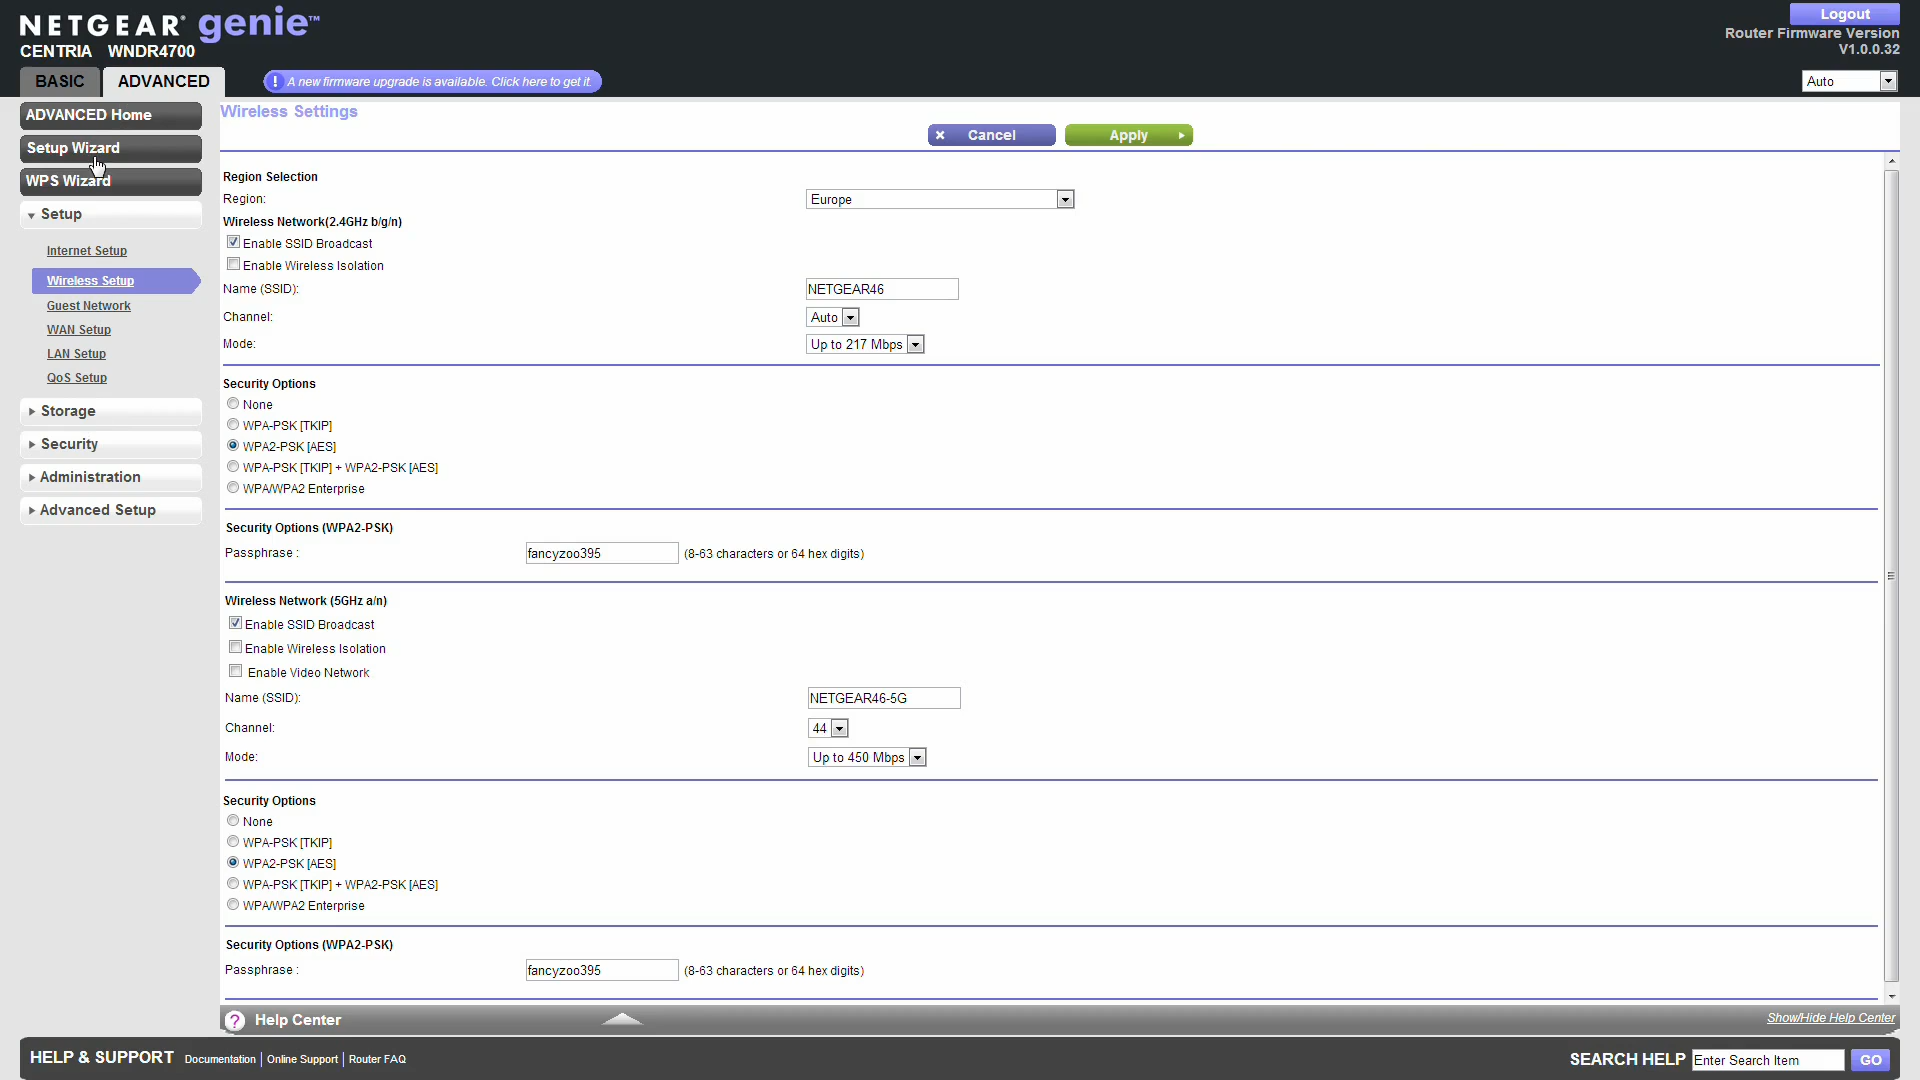 NETGEAR® genie™
CENTRIA WNDR4700
Logout
Router Firmware Version
V1.0.0.32
BASIC
ADVANCED
! A new firmware upgrade is available. Click here to get it.
Auto
ADVANCED Home
Setup Wizard
WPS Wizard
Setup
Internet Setup
Wireless Setup
Guest Network
WAN Setup
LAN Setup
QoS Setup
Storage
Security
Administration
Advanced Setup
Wireless Settings
Cancel
Apply
Region Selection
Region: Europe
Wireless Network(2.4GHz b/g/n)
Enable SSID Broadcast
Enable Wireless Isolation
Name (SSID): NETGEAR46
Channel: Auto
Mode: Up to 217 Mbps
Security Options
None
WPA-PSK [TKIP]
WPA2-PSK [AES]
WPA-PSK [TKIP] + WPA2-PSK [AES]
WPA/WPA2 Enterprise
Security Options (WPA2-PSK)
Passphrase : fancyzoo395 (8-63 characters or 64 hex digits)
Wireless Network (5GHz a/n)
Enable SSID Broadcast
Enable Wireless Isolation
Enable Video Network
Name (SSID): NETGEAR46-5G
Channel: 44
Mode: Up to 450 Mbps
Security Options
None
WPA-PSK [TKIP]
WPA2-PSK [AES]
WPA-PSK [TKIP] + WPA2-PSK [AES]
WPA/WPA2 Enterprise
Security Options (WPA2-PSK)
Passphrase : fancyzoo395 (8-63 characters or 64 hex digits)
? Help Center
Show/Hide Help Center
HELP & SUPPORT Documentation | Online Support | Router FAQ
SEARCH HELP Enter Search Item GO